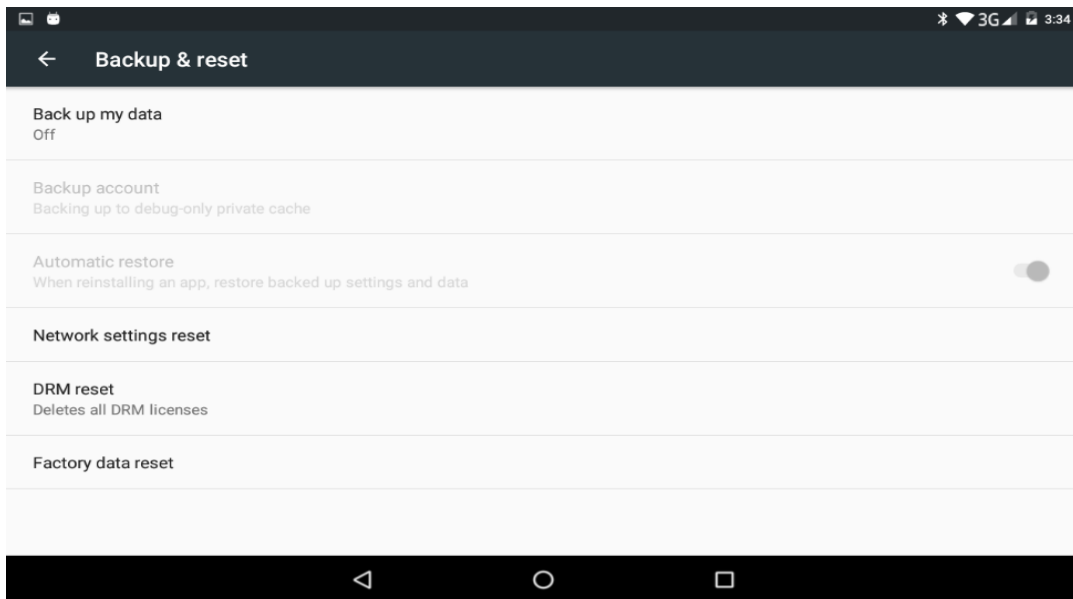 3G 3:34
Backup & reset
Back up my data
Off
Backup account
Backing up to debug-only private cache
Automatic restore
When reinstalling an app, restore backed up settings and data
Network settings reset
DRM reset
Deletes all DRM licenses
Factory data reset